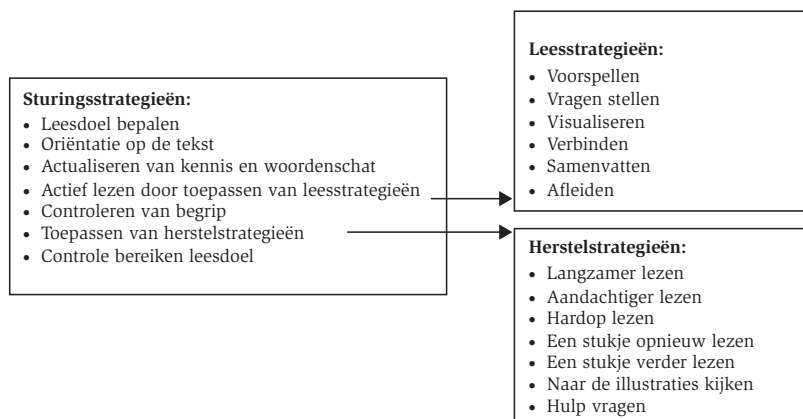 Sturingsstrategieën:
• Leesdoel bepalen
• Oriëntatie op de tekst
• Actualiseren van kennis en woordenschat
• Actief lezen door toepassen van leesstrategieën
• Controleren van begrip
• Toepassen van herstelstrategieën
• Controle bereiken leesdoel
Leesstrategieën:
• Voorspellen
• Vragen stellen
• Visualiseren
• Verbinden
• Samenvatten
• Afleiden
Herstelstrategieën:
• Langzamer lezen
• Aandachtiger lezen
• Hardop lezen
• Een stukje opnieuw lezen
• Een stukje verder lezen
• Naar de illustraties kijken
• Hulp vragen